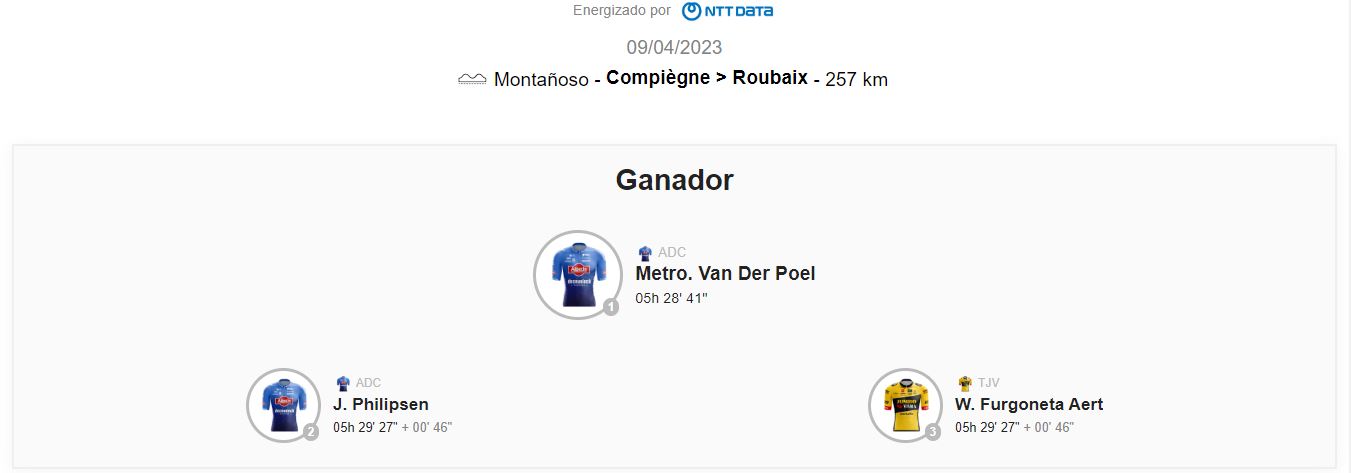 Energizado por NTT DATA
09/04/2023
Montañoso - Compiègne > Roubaix - 257 km
Ganador
ADC
Metro. Van Der Poel
05h 28' 41"
1
ADC
J. Philipsen
05h 29' 27" + 00' 46"
2
TJV
W. Furgoneta Aert
05h 29' 27" + 00' 46"
3